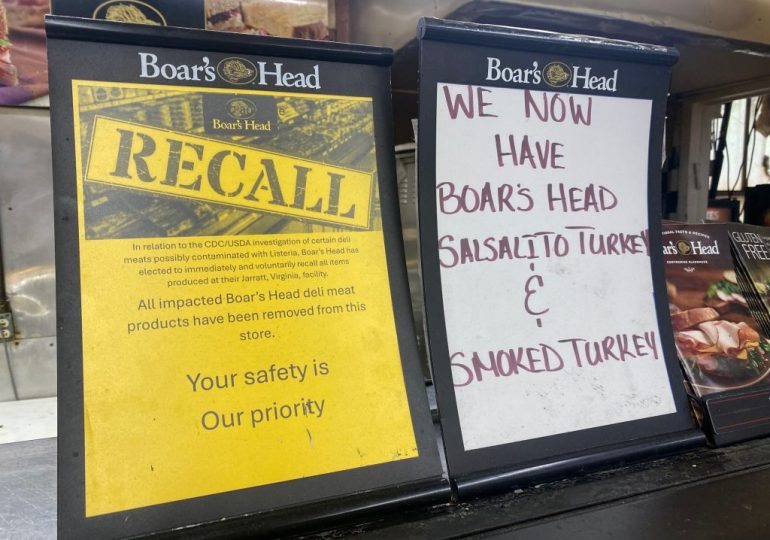 Boar's Head
Boar's Head
RECALL
In relation to the CDC/USDA investigation of certain deli
meats possibly contaminated with Listeria, Boar's Head has
elected to immediately and voluntarily recall all items
produced at their Jarratt, Virginia, facility.
All impacted Boar's Head deli meat
products have been removed from this
store.
Your safety is
Our priority
Boar's Head
WE NOW
HAVE
BOAR'S HEAD
SALSALITO TURKEY
&
SMOKED TURKEY
Head
GLUTEN
FREE